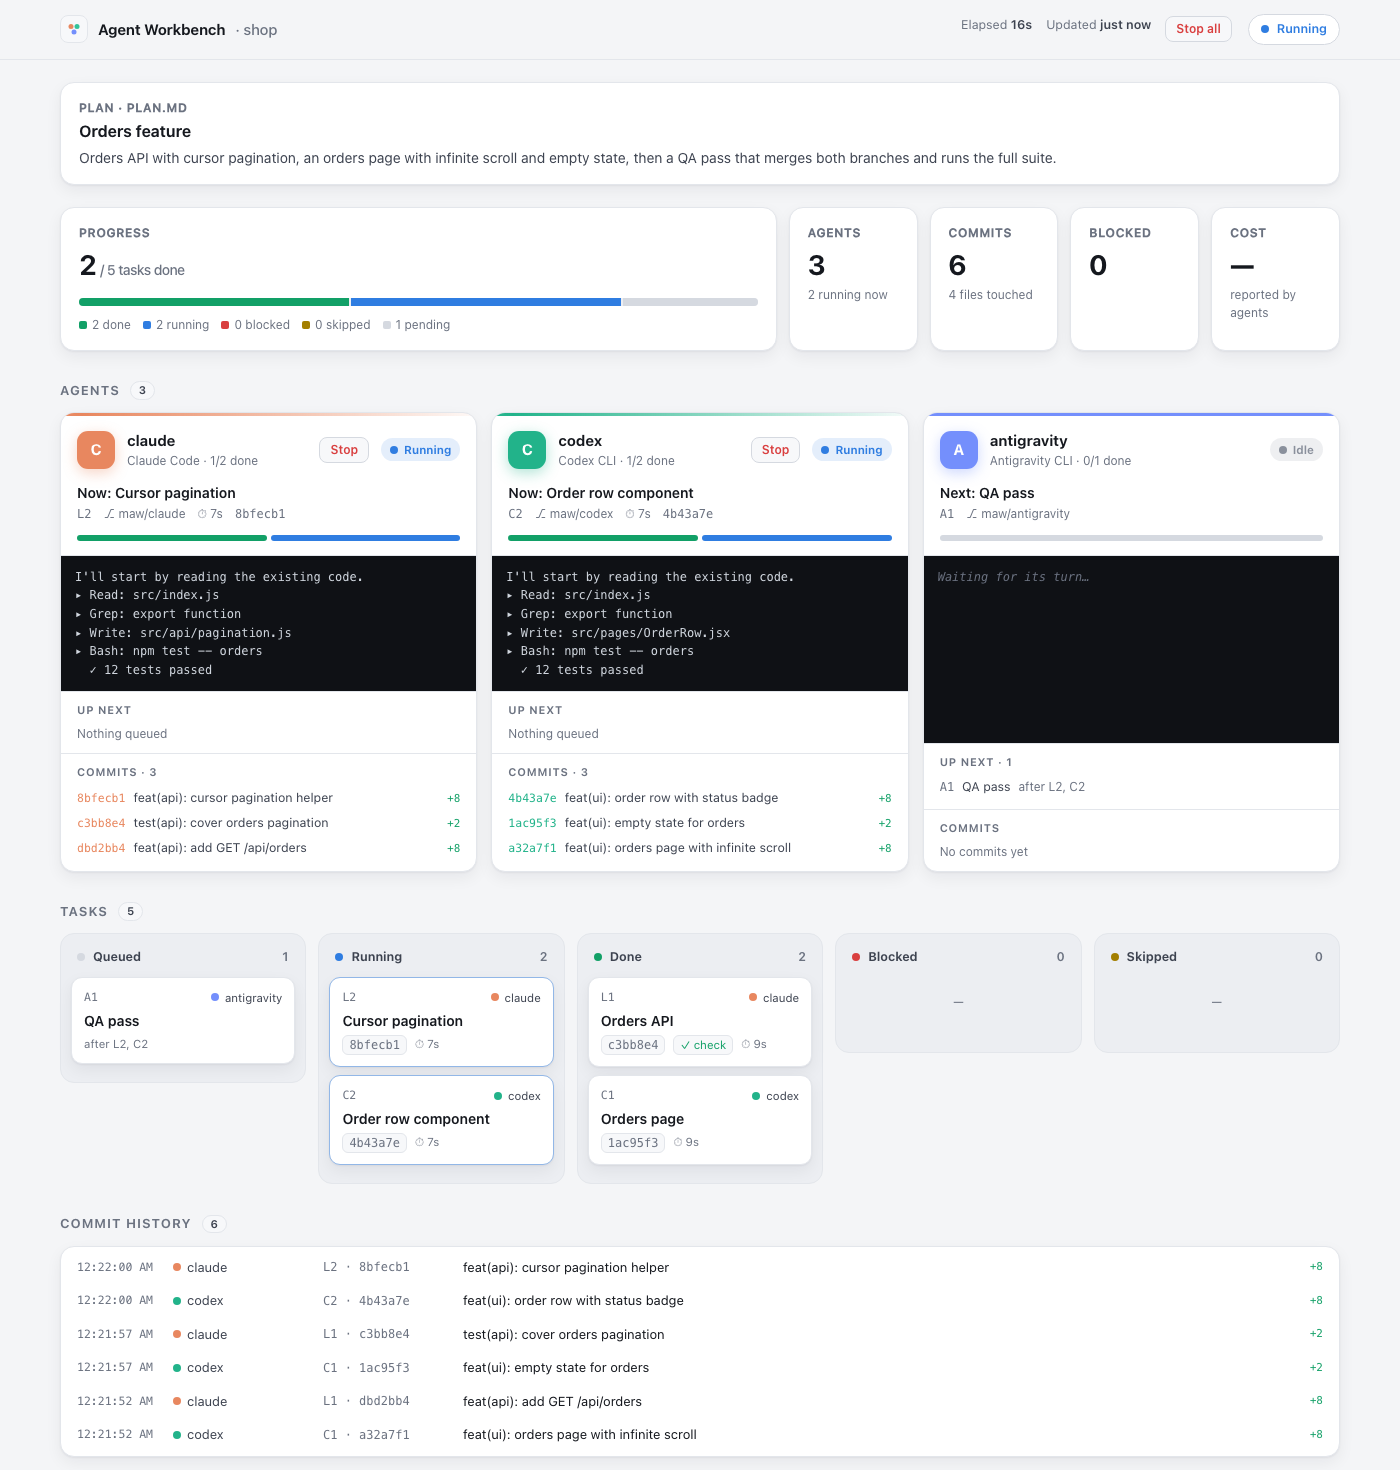 Agent Workbench · shop
Elapsed 16s Updated just now Stop all Running
PLAN · PLAN.MD
Orders feature
Orders API with cursor pagination, an orders page with infinite scroll and empty state, then a QA pass that merges both branches and runs the full suite.
PROGRESS
2 / 5 tasks done
2 done 2 running 0 blocked 0 skipped 1 pending
AGENTS
3
2 running now
COMMITS
6
4 files touched
BLOCKED
0
COST
—
reported by
agents
AGENTS 3
C
claude
Claude Code · 1/2 done
Stop Running
Now: Cursor pagination
L2 maw/claude 7s 8bfecb1
I'll start by reading the existing code.
▸ Read: src/index.js
▸ Grep: export function
▸ Write: src/api/pagination.js
▸ Bash: npm test -- orders
✓ 12 tests passed
UP NEXT
Nothing queued
COMMITS · 3
8bfecb1 feat(api): cursor pagination helper +8
c3bb8e4 test(api): cover orders pagination +2
dbd2bb4 feat(api): add GET /api/orders +8
C
codex
Codex CLI · 1/2 done
Stop Running
Now: Order row component
C2 maw/codex 7s 4b43a7e
I'll start by reading the existing code.
▸ Read: src/index.js
▸ Grep: export function
▸ Write: src/pages/OrderRow.jsx
▸ Bash: npm test -- orders
✓ 12 tests passed
UP NEXT
Nothing queued
COMMITS · 3
4b43a7e feat(ui): order row with status badge +8
1ac95f3 feat(ui): empty state for orders +2
a32a7f1 feat(ui): orders page with infinite scroll +8
A
antigravity
Antigravity CLI · 0/1 done
Idle
Next: QA pass
A1 maw/antigravity
Waiting for its turn…
UP NEXT · 1
A1 QA pass after L2, C2
COMMITS
No commits yet
TASKS 5
Queued 1
A1 antigravity
QA pass
after L2, C2
Running 2
L2 claude
Cursor pagination
8bfecb1 7s
C2 codex
Order row component
4b43a7e 7s
Done 2
L1 claude
Orders API
c3bb8e4 ✓ check 9s
C1 codex
Orders page
1ac95f3 9s
Blocked 0
—
Skipped 0
—
COMMIT HISTORY 6
12:22:00 AM claude L2 · 8bfecb1 feat(api): cursor pagination helper +8
12:22:00 AM codex C2 · 4b43a7e feat(ui): order row with status badge +8
12:21:57 AM claude L1 · c3bb8e4 test(api): cover orders pagination +2
12:21:57 AM codex C1 · 1ac95f3 feat(ui): empty state for orders +2
12:21:52 AM claude L1 · dbd2bb4 feat(api): add GET /api/orders +8
12:21:52 AM codex C1 · a32a7f1 feat(ui): orders page with infinite scroll +8